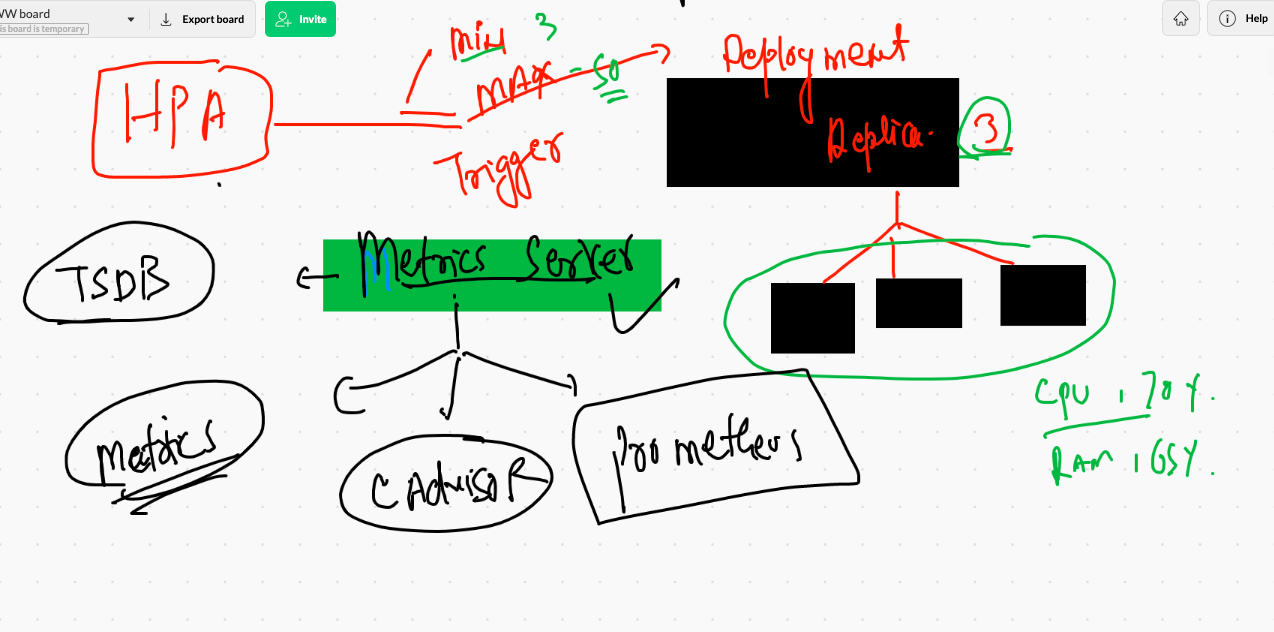 WW board
is board is temporary
Export board
Invite
Help
HPA
Min 3
MAX - 50
Trigger
Deployment
Replica. 3
TSDB
Metrics Server
Metrics
CAdvisoR
Prometheus
CPU , 70%.
RAM , 65%.